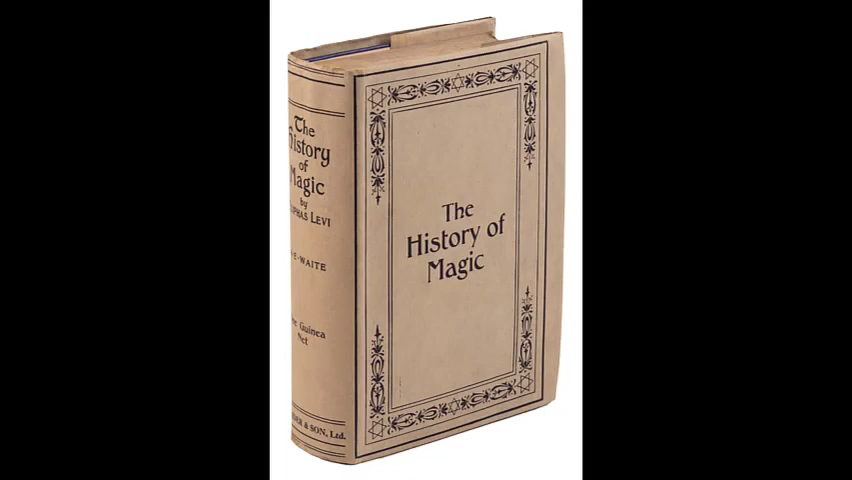 The
History
of
Magic
by
LEVI
WAITE
Guinea
Net
& SON, Ltd.
The
History of
Magic